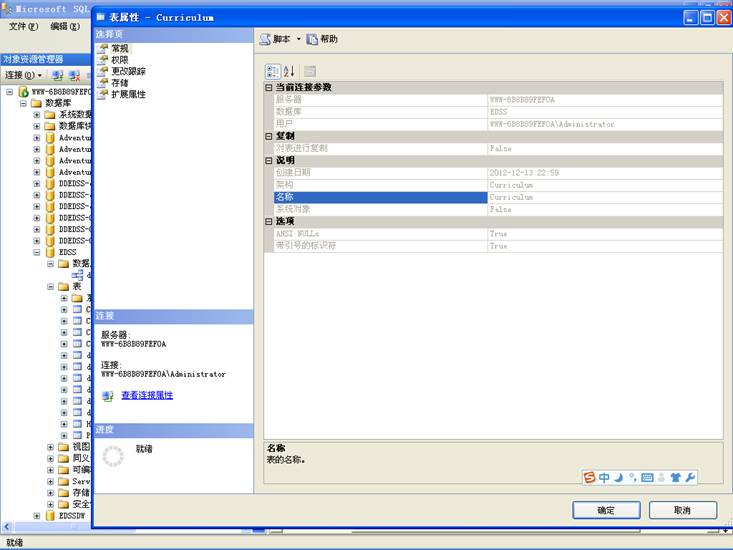 Microsoft SQL
表属性 - Curriculum
文件(F) 编辑(E)
选择页
常规
权限
更改跟踪
存储
扩展属性
脚本 帮助
对象资源管理器
连接(O)
WWW-6B8B89FEF0A
数据库
系统数据
数据库快
Adventu
Adventu
Adventu
Adventu
DDEDSS-
DDEDSS-
DDEDSS-
DDEDSS-
DDEDSS-
DDEDSS-
EDSS
数据
d
表
系
C
C
C
C
d
d
d
d
d
d
H
P
视图
同义
可编
Serv
存储
安全
EDSSDW
当前连接参数
服务器 WWW-6B8B89FEF0A
数据库 EDSS
用户 WWW-6B8B89FEF0A\Administrator
复制
对表进行复制 False
说明
创建日期 2012-12-13 22:59
架构 Curriculum
名称 Curriculum
系统对象 False
选项
ANSI NULLs True
带引号的标识符 True
连接
服务器:
WWW-6B8B89FEF0A
连接:
WWW-6B8B89FEF0A\Administrator
查看连接属性
进度
就绪
名称
表的名称。
中
确定 取消
就绪